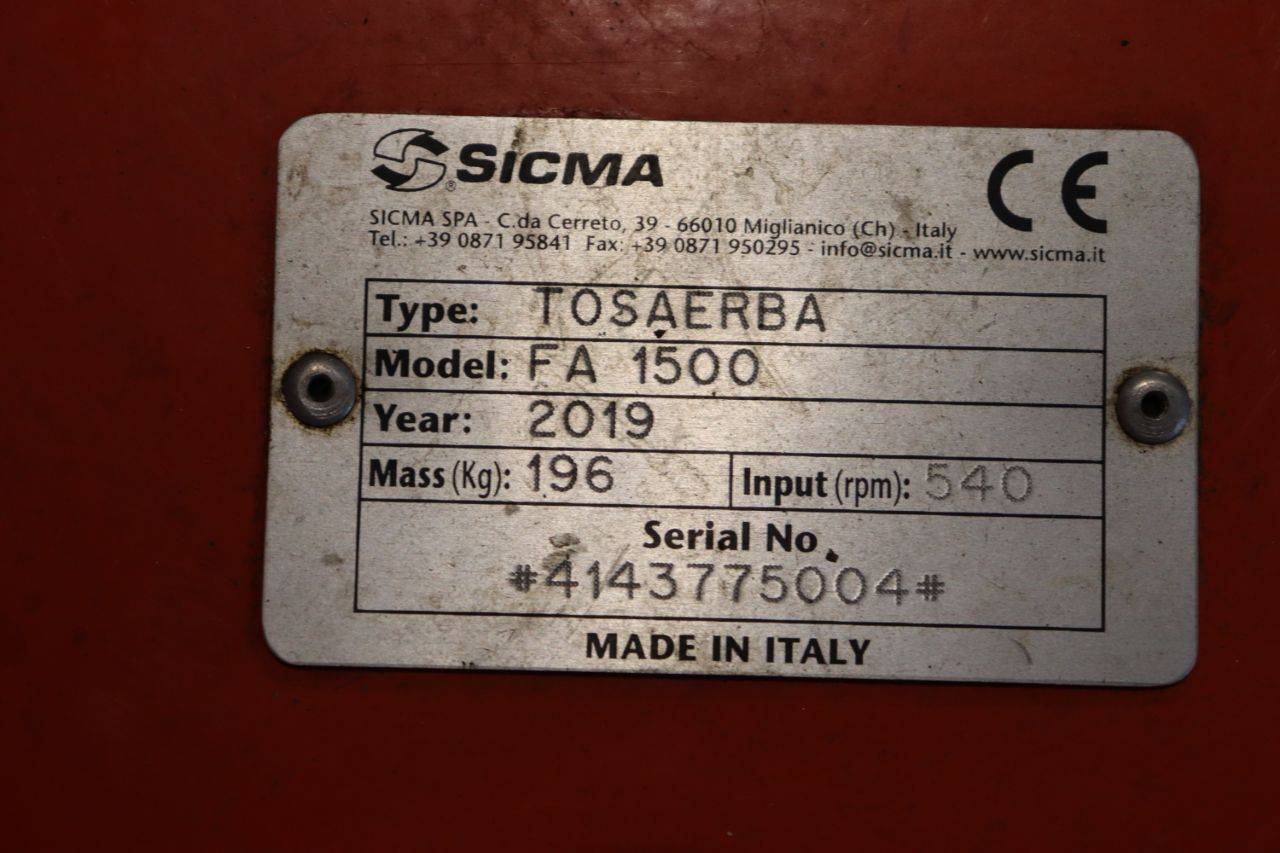 SICMA ®
CE
SICMA SPA - C.da Cerreto, 39 - 66010 Miglianico (Ch) - Italy
Tel.: +39 0871 95841 Fax: +39 0871 950295 - info@sicma.it - www.sicma.it
Type: TOSAERBA
Model: FA 1500
Year: 2019
Mass (Kg): 196 Input (rpm): 540
Serial No.
#4143775004#
MADE IN ITALY